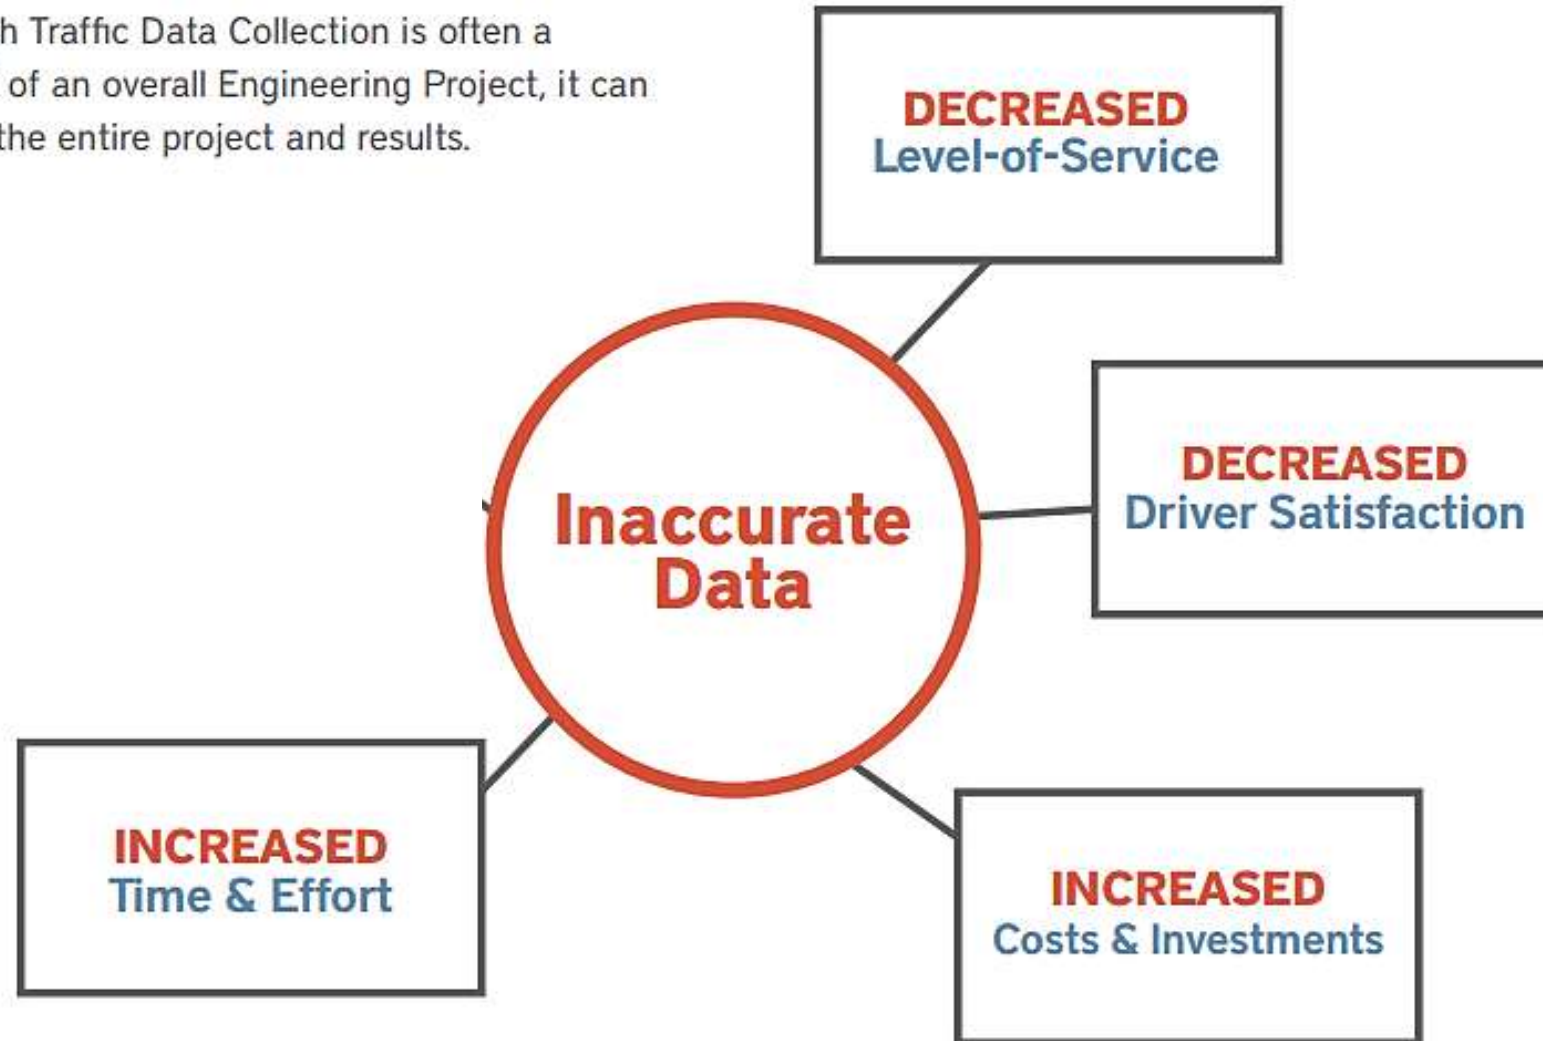 h Traffic Data Collection is often a
of an overall Engineering Project, it can
the entire project and results.
DECREASED
Level-of-Service
DECREASED
Driver Satisfaction
Inaccurate
Data
INCREASED
Time & Effort
INCREASED
Costs & Investments